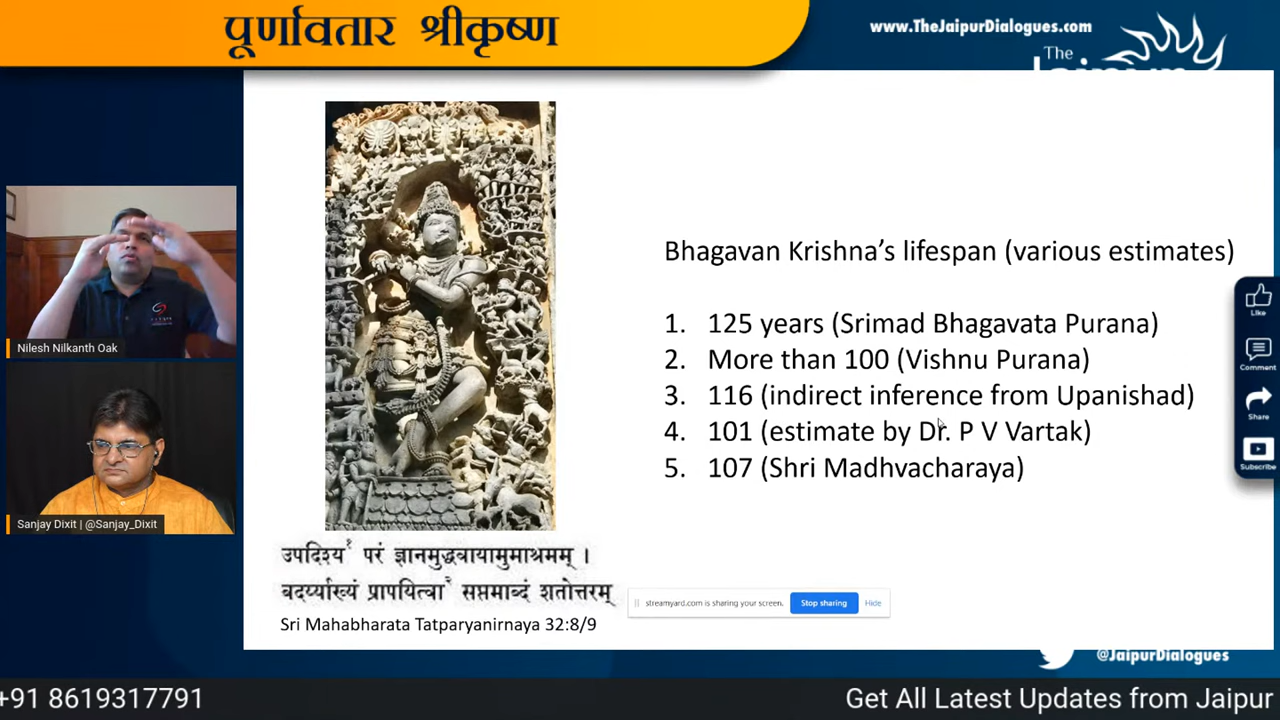 पूर्णावतार श्रीकृष्ण
www.TheJaipurDialogues.com
The
Bhagavan Krishna’s lifespan (various estimates)
1. 125 years (Srimad Bhagavata Purana)
2. More than 100 (Vishnu Purana)
3. 116 (indirect inference from Upanishad)
4. 101 (estimate by Dr. P V Vartak)
5. 107 (Shri Madhvacharaya)
Nilesh Nilkanth Oak
Sanjay Dixit | @Sanjay_Dixit
Like
Comment
Share
Subscribe
उपदिश्य परं ज्ञानमुद्धवायामुमाश्रमम् ।
बदर्य्याख्यं प्रापयित्वा सप्तमाब्दं शतोत्तरम्
Sri Mahabharata Tatparyanirnaya 32:8/9
streamyard.com is sharing your screen. Stop sharing Hide
@JaipurDialogues
+91 8619317791
Get All Latest Updates from Jaipur